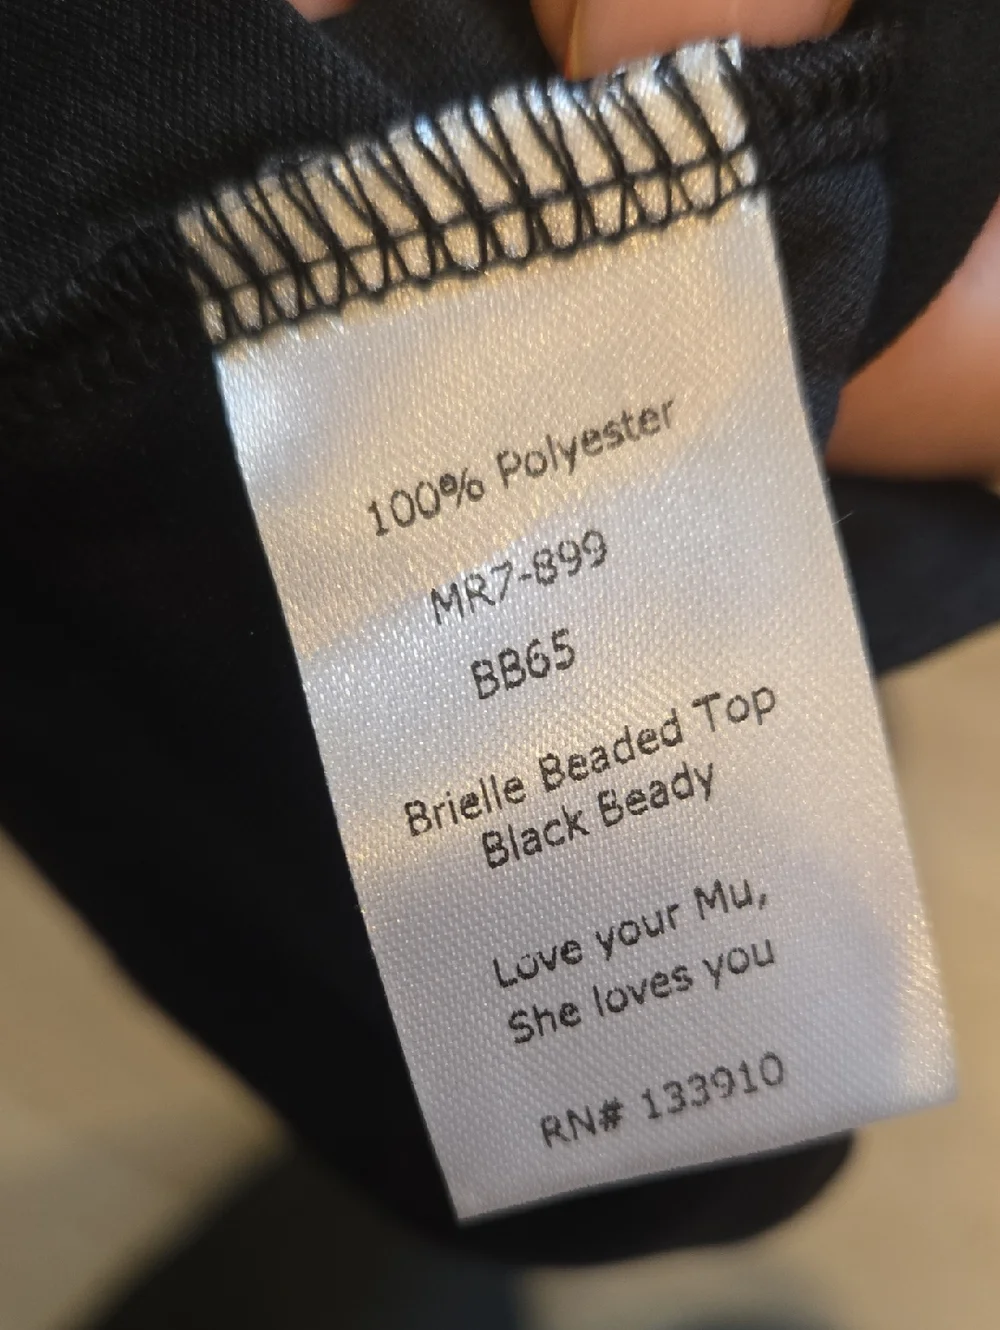 100% Polyester
MR7-899
BB65
Brielle Beaded Top
Black Beady
Love your Mu,
She loves you
RN# 133910